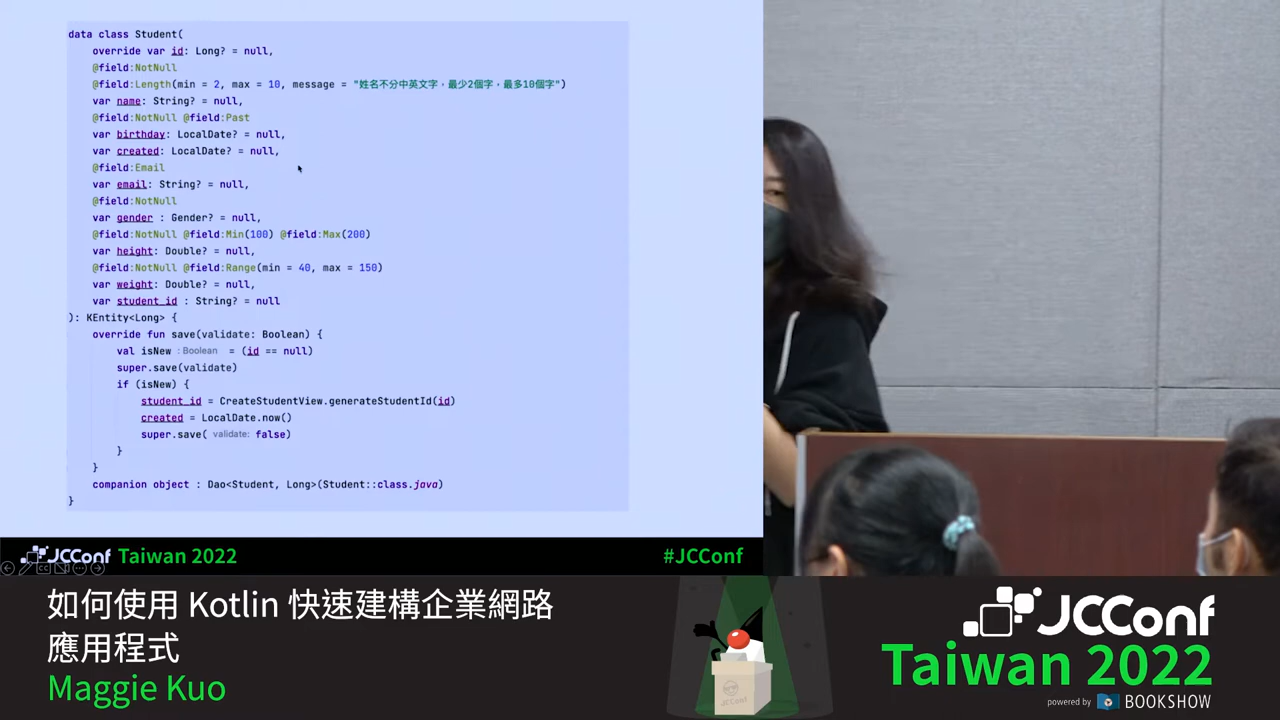 data class Student(
override var id: Long? = null,
@field:NotNull
@field:Length(min = 2, max = 10, message = "姓名不分中英文字，最少2個字，最多10個字")
var name: String? = null,
@field:NotNull @field:Past
var birthday: LocalDate? = null,
var created: LocalDate? = null,
@field:Email
var email: String? = null,
@field:NotNull
var gender : Gender? = null,
@field:NotNull @field:Min(100) @field:Max(200)
var height: Double? = null,
@field:NotNull @field:Range(min = 40, max = 150)
var weight: Double? = null,
var student_id : String? = null
): KEntity<Long> {
override fun save(validate: Boolean) {
val isNew : Boolean = (id == null)
super.save(validate)
if (isNew) {
student_id = CreateStudentView.generateStudentId(id)
created = LocalDate.now()
super.save( validate: false)
}
}
companion object : Dao<Student, Long>(Student::class.java)
}
JCConf Taiwan 2022
#JCConf
如何使用 Kotlin 快速建構企業網路
應用程式
Maggie Kuo
JCConf
JCConf
Taiwan 2022
powered by BOOKSHOW